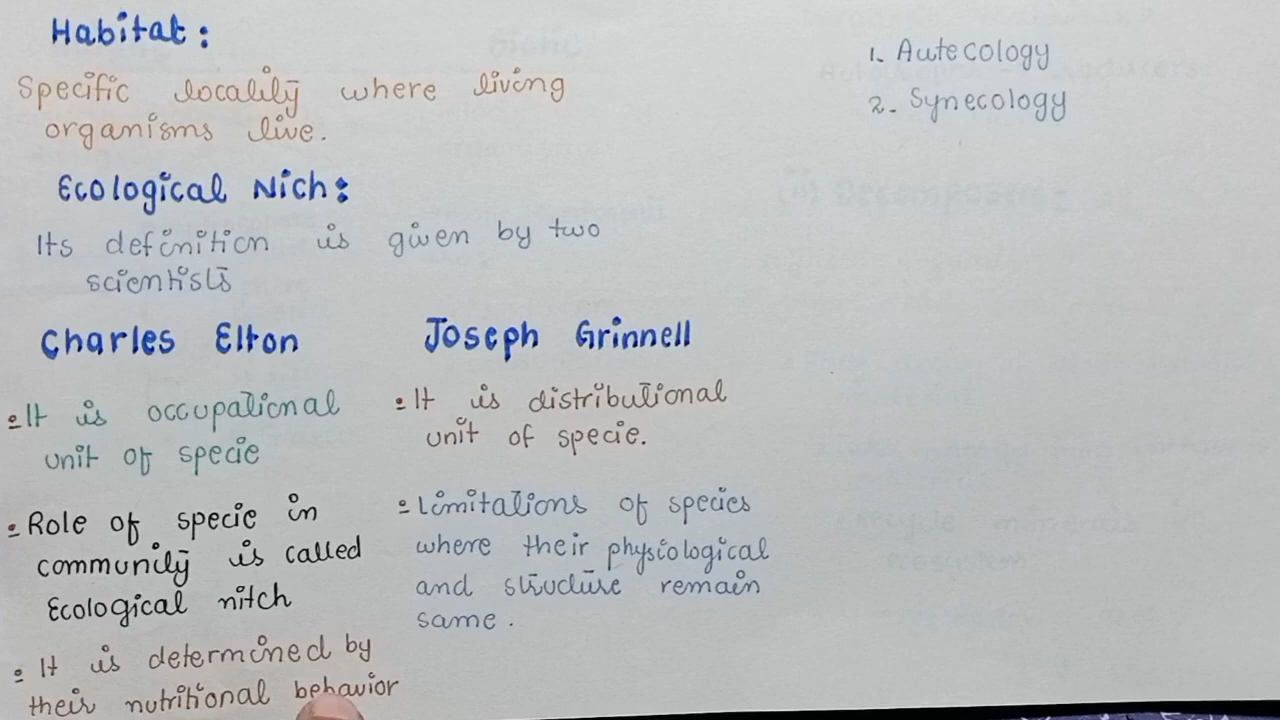 Habitat:
Specific locality where living
organisms live.
Ecological Nich:
Its definition is given by two
scientists
Charles Elton
• It is occupational
unit of specie
• Role of specie in
community is called
Ecological nitch
• It is determined by
their nutritional behavior
Joseph Grinnell
• It is distributional
unit of specie.
• Limitations of species
where their physiological
and structure remain
same.
1. Autecology
2. Synecology